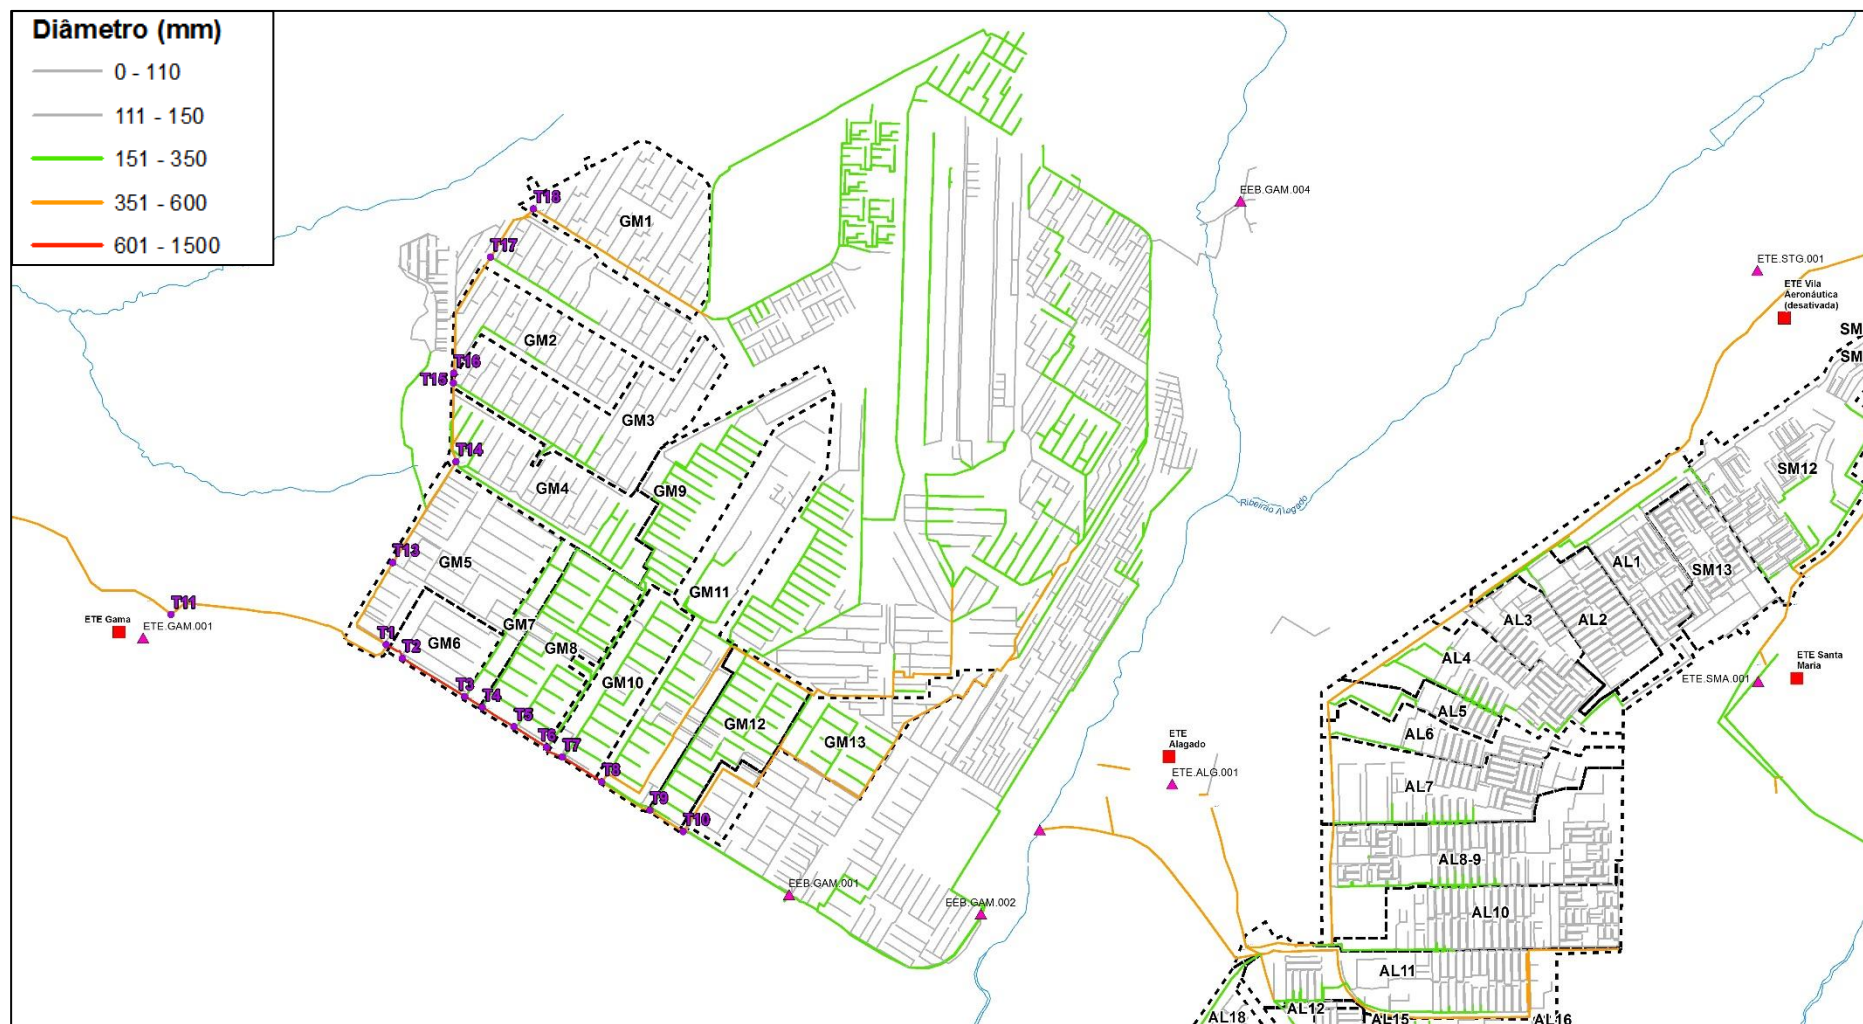 Diâmetro (mm)
0 - 110
111 - 150
151 - 350
351 - 600
601 - 1500
EEB.GAM.004
T18
GM1
T17
ETE.STG.001
ETE Vila
Aeronáutica
(desativada)
SM
SM
GM2
T16
T15
GM3
T14
GM4
GM9
SM12
Ribeirão Alagado
T13
GM5
GM11
AL1
SM13
T11
ETE Gama
ETE.GAM.001
T1
T2
GM6
GM7
GM8
AL3
AL2
AL4
ETE Santa
Maria
ETE.SMA.001
T3
T4
GM10
T5
GM12
GM13
AL5
AL6
T6
T7
ETE
Alagado
ETE.ALG.001
T8
AL7
T9
T10
AL8-9
EEB.GAM.001
EEB.GAM.002
AL10
AL11
AL12
AL18
AL15
AL16